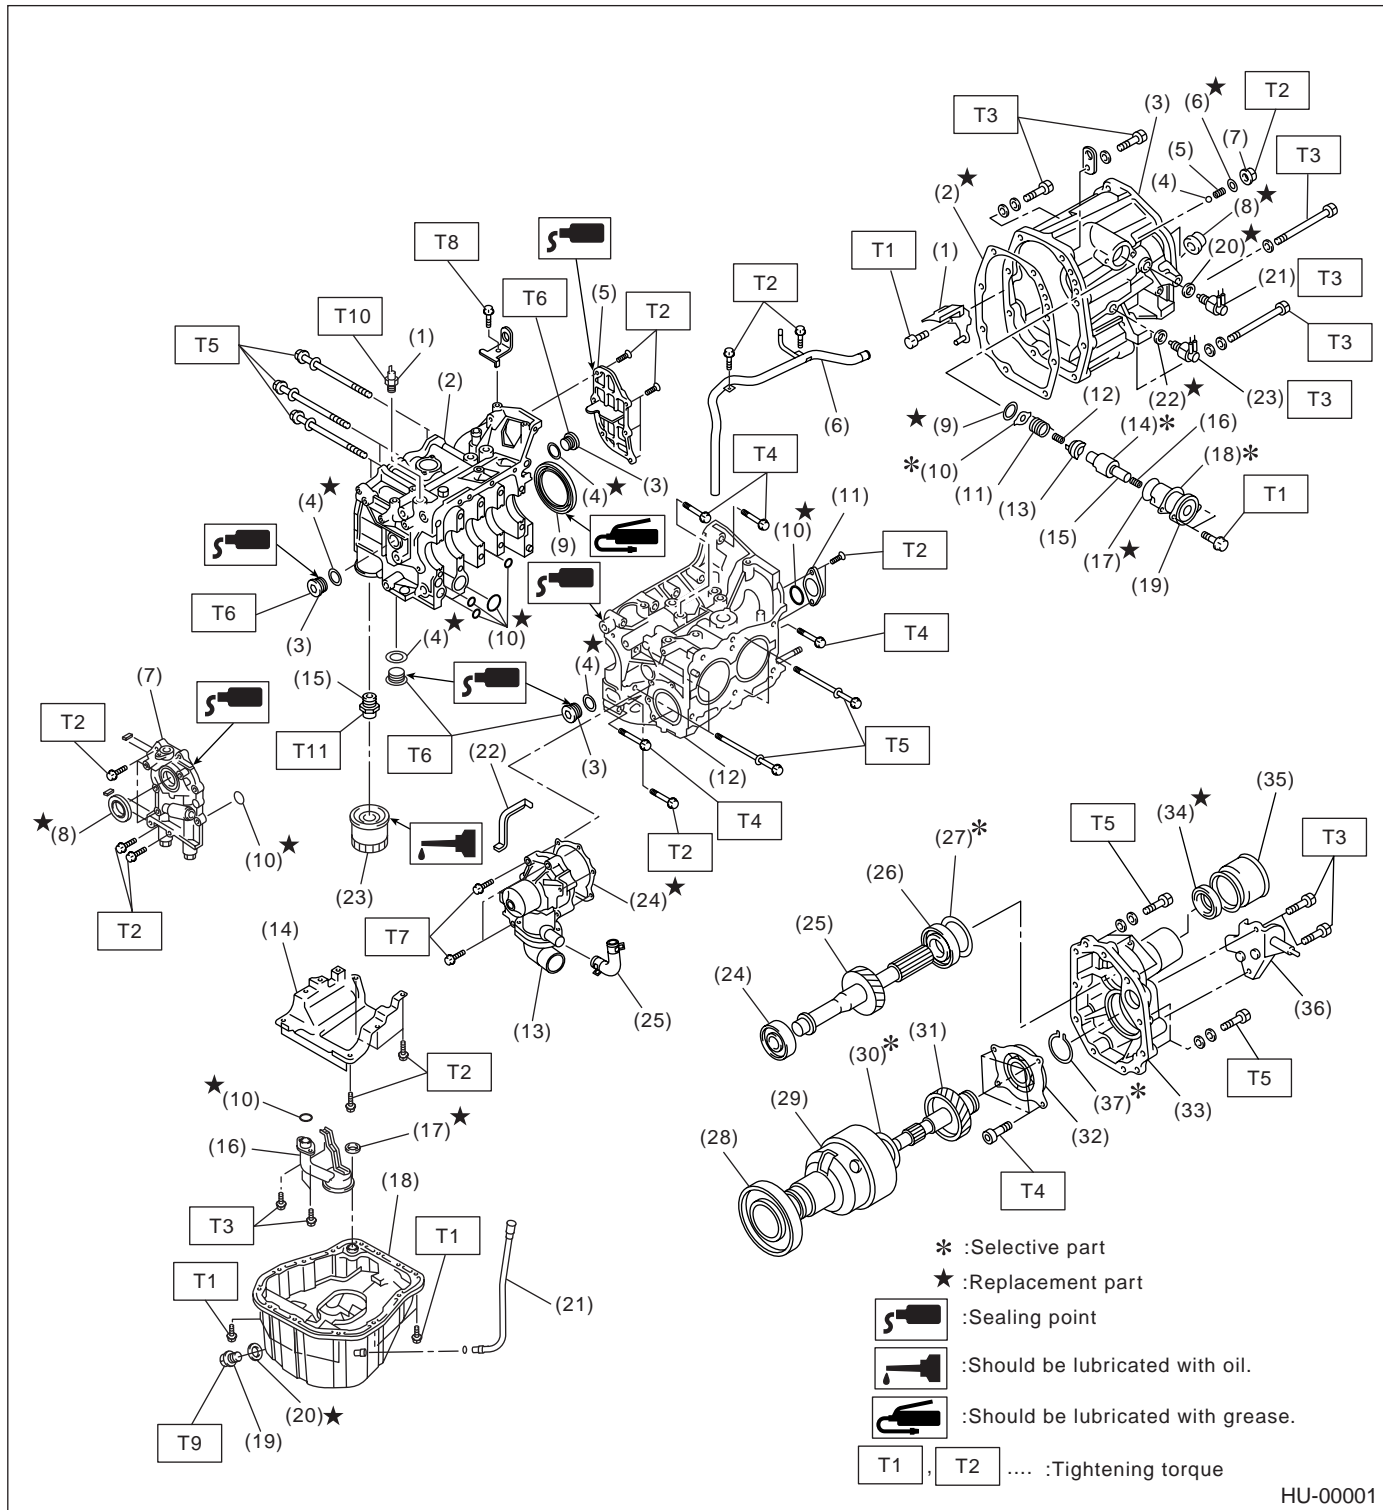 T3
(6)★
T2
(3)
(7)
T3
(5)
(4)
(2)★
(8)★
T8
(20)★
T1
(1)
T6
(5)
T2
T2
(21)
T3
T10
(1)
T5
T3
(2)
(22)★
(23)
T3
(12)
(14)*
(16)
★(9)
(6)
(18)*
*(10)
T4
(4)★
(3)
(11)
(13)
T1
(11)
(10)★
(15)
(17)★
(4)★
(9)
T2
(19)
T6
(3)
(4)★
(10)★
T4
★
(4)
(15)
(7)
T2
T11
T6
(22)
(3)
(12)
T5
★(8)
(10)★
T4
T2
(35)
(34)★
T5
T3
(27)*
(23)
(24)★
(26)
T2
T7
(14)
(25)
(24)
(36)
(13)
(25)
(31)
(30)*
T5
T2
★(10)
(37)*
(33)
(17)★
(29)
(32)
(16)
(28)
T4
(18)
T3
T1
* :Selective part
★ :Replacement part
T1
(21)
:Sealing point
:Should be lubricated with oil.
(20)★
:Should be lubricated with grease.
T9
(19)
T1 , T2 .... :Tightening torque
HU-00001